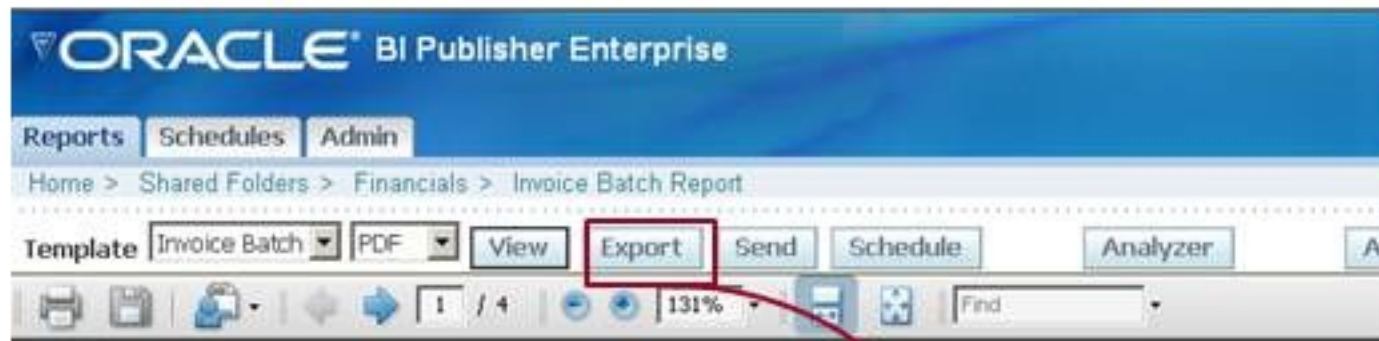 ORACLE BI Publisher Enterprise
Reports Schedules Admin
Home > Shared Folders > Financials > Invoice Batch Report
Template Invoice Batch PDF View Export Send Schedule Analyzer A
1 / 4 131% Find